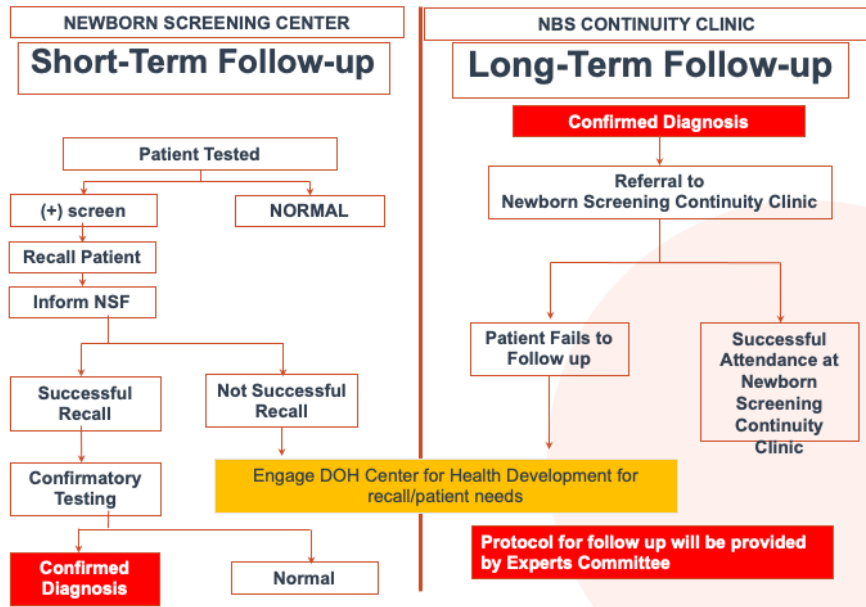 NEWBORN SCREENING CENTER
Short-Term Follow-up
Patient Tested
(+) screen
NORMAL
Recall Patient
Inform NSF
Successful
Recall
Not Successful
Recall
Confirmatory
Testing
Confirmed
Diagnosis
Normal
NBS CONTINUITY CLINIC
Long-Term Follow-up
Confirmed Diagnosis
Referral to
Newborn Screening Continuity Clinic
Patient Fails to
Follow up
Successful
Attendance at
Newborn
Screening
Continuity
Clinic
Engage DOH Center for Health Development for
recall/patient needs
Protocol for follow up will be provided
by Experts Committee